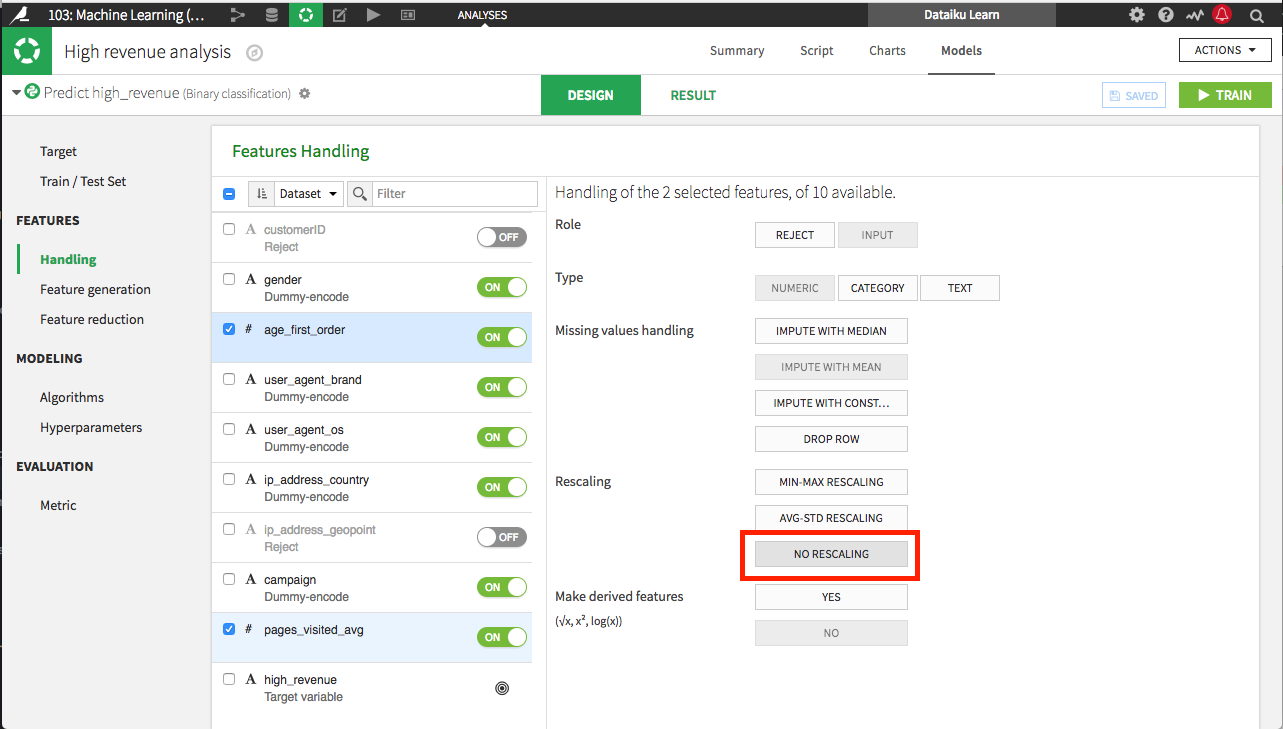 103: Machine Learning (...
ANALYSES
Dataiku Learn
High revenue analysis
Summary
Script
Charts
Models
ACTIONS
Predict high_revenue (Binary classification)
DESIGN
RESULT
SAVED
TRAIN
Target
Train / Test Set
FEATURES
Handling
Feature generation
Feature reduction
MODELING
Algorithms
Hyperparameters
EVALUATION
Metric
Features Handling
Dataset
Filter
A customerID
Reject
OFF
A gender
Dummy-encode
ON
# age_first_order
ON
A user_agent_brand
Dummy-encode
ON
A user_agent_os
Dummy-encode
ON
A ip_address_country
Dummy-encode
ON
A ip_address_geopoint
Reject
OFF
A campaign
Dummy-encode
ON
# pages_visited_avg
ON
A high_revenue
Target variable
Handling of the 2 selected features, of 10 available.
Role
REJECT
INPUT
Type
NUMERIC
CATEGORY
TEXT
Missing values handling
IMPUTE WITH MEDIAN
IMPUTE WITH MEAN
IMPUTE WITH CONST...
DROP ROW
Rescaling
MIN-MAX RESCALING
AVG-STD RESCALING
NO RESCALING
Make derived features
(√x, x², log(x))
YES
NO